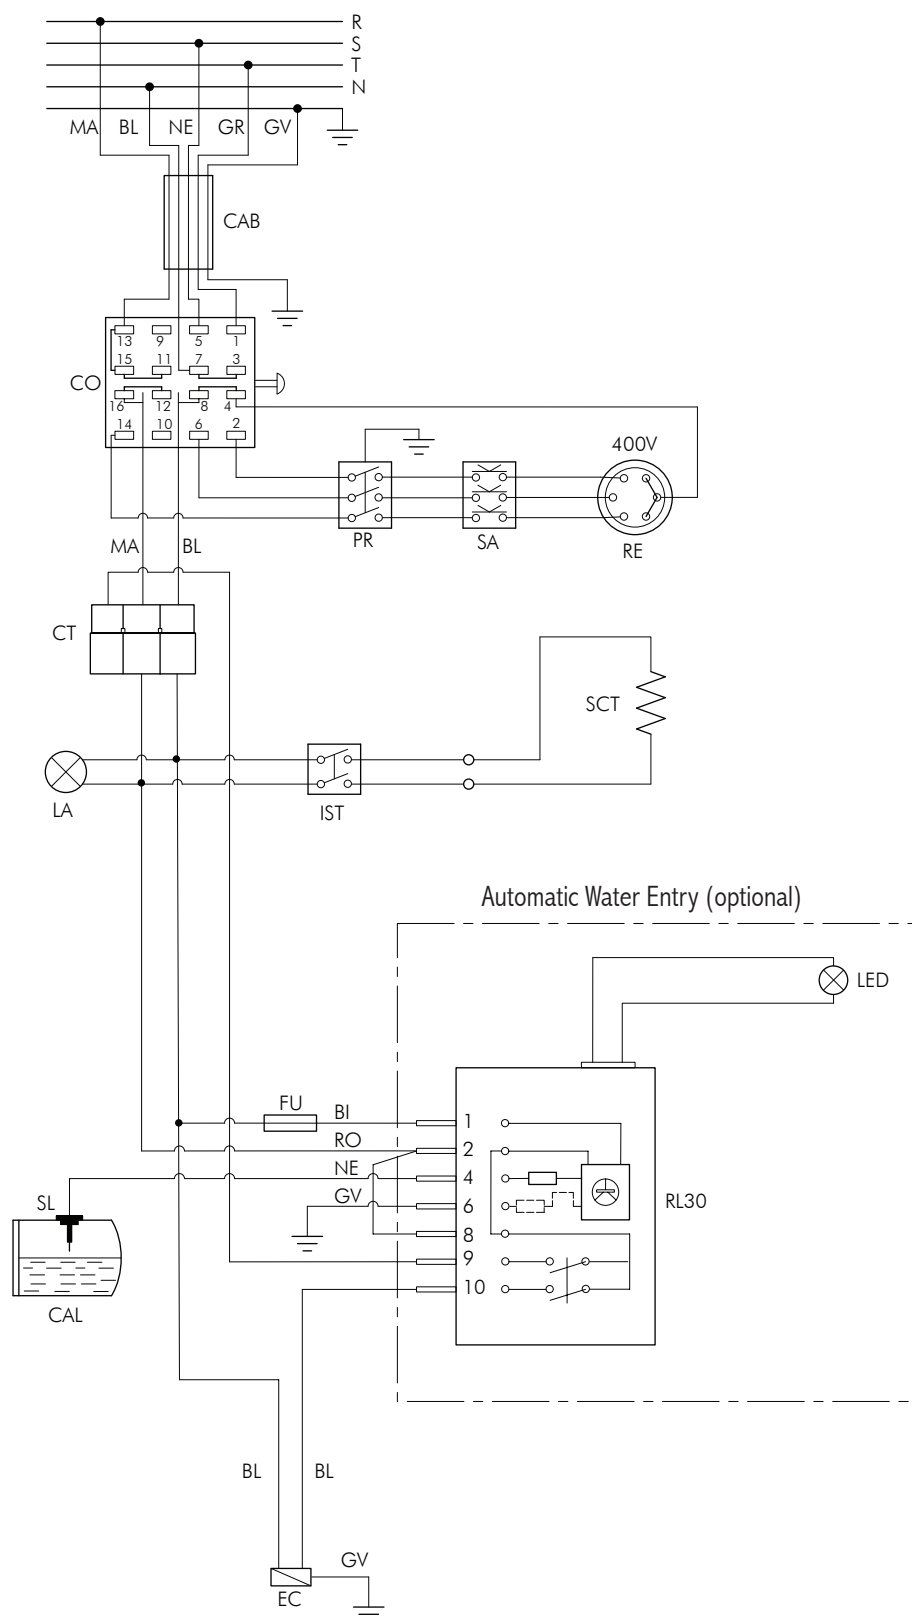 R
S
T
N
MA BL NE GR GV
CAB
13 9 5 1
15 11 7 3
CO
16 12 8 4
14 10 6 2
400V
PR SA RE
MA BL
CT
SCT
LA IST
Automatic Water Entry (optional)
LED
FU BI 1
RO 2
NE 4
SL GV 6 RL30
8
9
10
CAL
BL BL
GV
EC